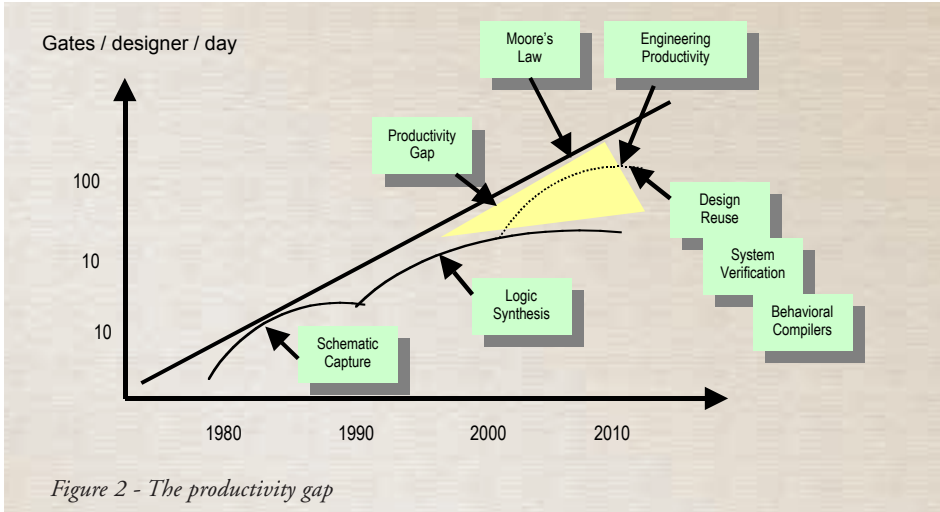 Gates / designer / day
Moore's
Law
Engineering
Productivity
Productivity
Gap
100
10
10
Design
Reuse
System
Verification
Behavioral
Compilers
Logic
Synthesis
Schematic
Capture
1980
1990
2000
2010
Figure 2 - The productivity gap